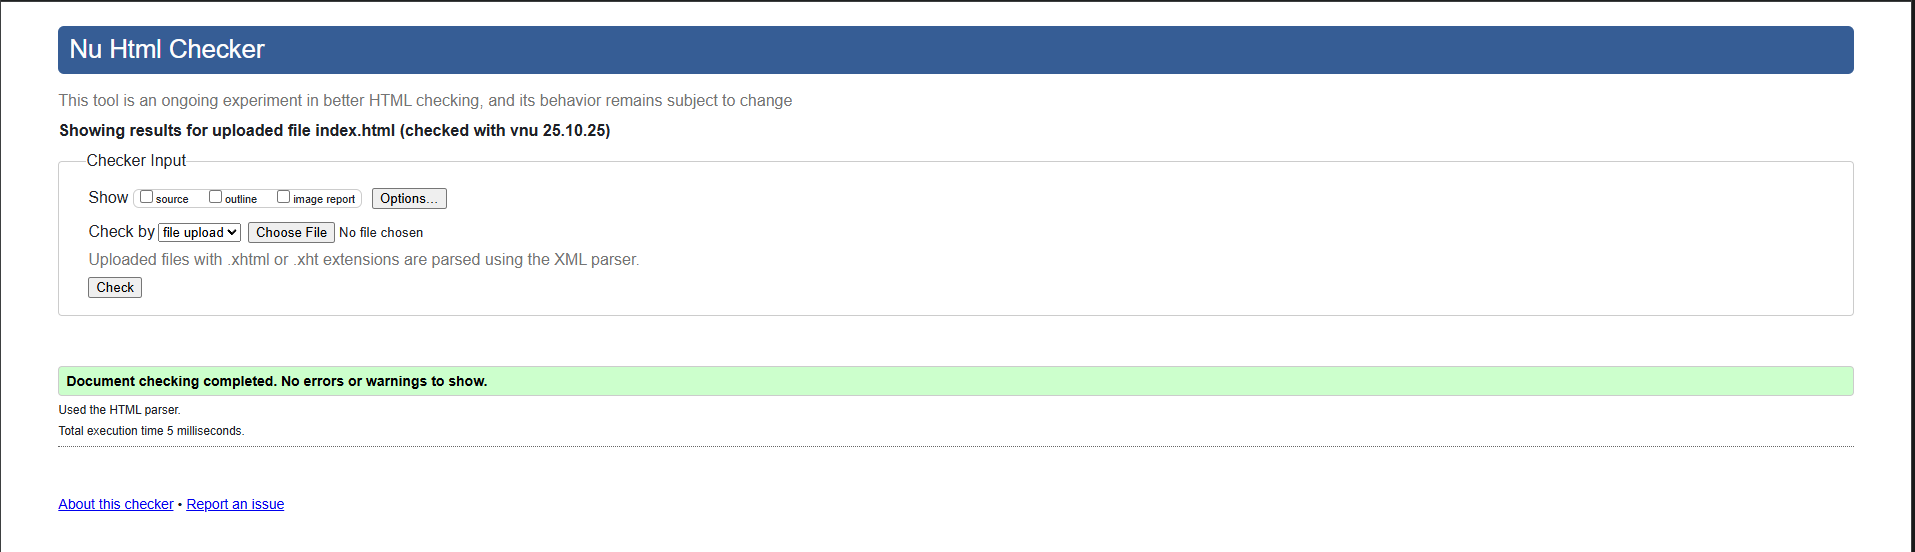 Nu Html Checker
This tool is an ongoing experiment in better HTML checking, and its behavior remains subject to change
Showing results for uploaded file index.html (checked with vnu 25.10.25)
Checker Input
Show source outline image report Options...
Check by file upload Choose File No file chosen
Uploaded files with .xhtml or .xht extensions are parsed using the XML parser.
Check
Document checking completed. No errors or warnings to show.
Used the HTML parser.
Total execution time 5 milliseconds.
About this checker • Report an issue